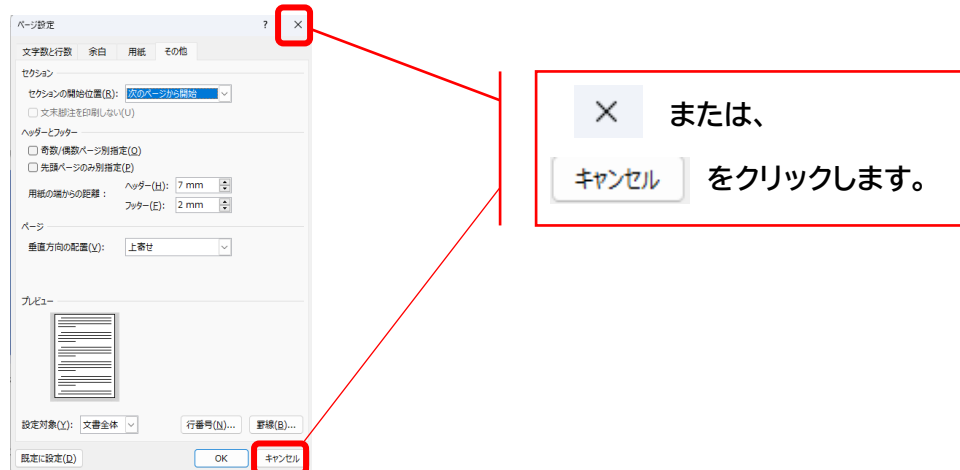 ページ設定 ? ×
文字数と行数 余白 用紙 その他
セクション
セクションの開始位置(R): 次のページから開始
文末脚注を印刷しない(U)
ヘッダーとフッター
奇数/偶数ページ別指定(O)
先頭ページのみ別指定(P)
用紙の端からの距離： ヘッダー(H): 7 mm
フッター(F): 2 mm
ページ
垂直方向の配置(V): 上寄せ
プレビュー
設定対象(Y): 文書全体 行番号(N)... 罫線(B)...
既定に設定(D) OK キャンセル
× または、
キャンセル をクリックします。